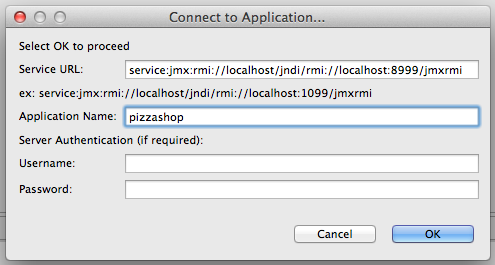 Connect to Application...
Select OK to proceed
Service URL: service:jmx:rmi://localhost/jndi/rmi://localhost:8999/jmxrmi
ex: service:jmx:rmi://localhost/jndi/rmi://localhost:1099/jmxrmi
Application Name: pizzashop
Server Authentication (if required):
Username:
Password:
Cancel OK